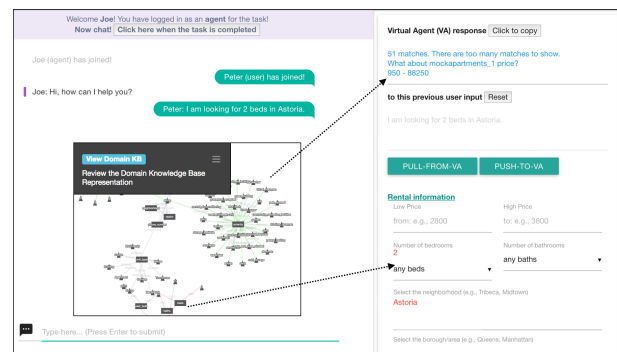 Welcome Joe! You have logged in as an agent for the task!
Now chat! Click here when the task is completed
Joe (agent) has joined!
Peter (user) has joined!
Joe: Hi, how can I help you?
Peter: I am looking for 2 beds in Astoria.
View Domain KB
Review the Domain Knowledge Base
Representation
Type here... (Press Enter to submit)
Virtual Agent (VA) response Click to copy
51 matches. There are too many matches to show.
What about mockapartments_1 price?
950 - 88250
to this previous user input Reset
I am looking for 2 beds in Astoria.
PULL-FROM-VA PUSH-TO-VA
Rental information
Low Price High Price
from: e.g., 2800 to: e.g., 3800
Number of bedrooms Number of bathrooms
2
any beds any baths
Select the neighborhood (e.g., Tribeca, Midtown)
Astoria
Select the borough/area (e.g., Queens, Manhattan)